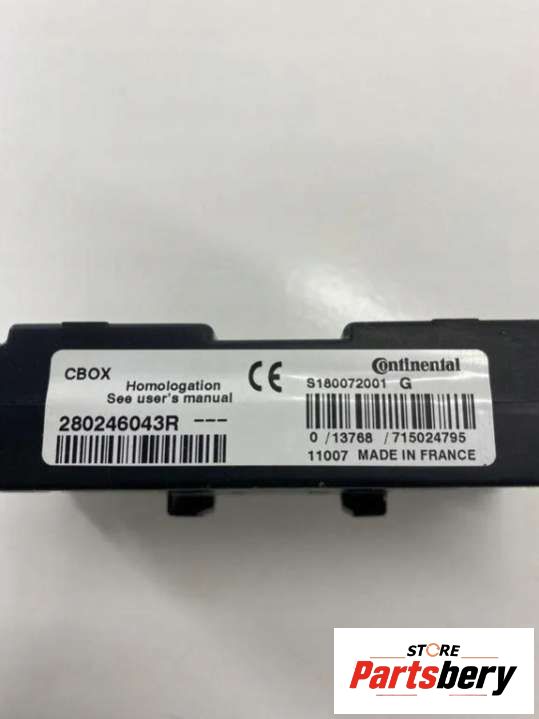 CBOX
Homologation
See user's manual
CE
Continental
S180072001 G
280246043R ---
0 /13768 /715024795
11007 MADE IN FRANCE
STORE
Partsbery